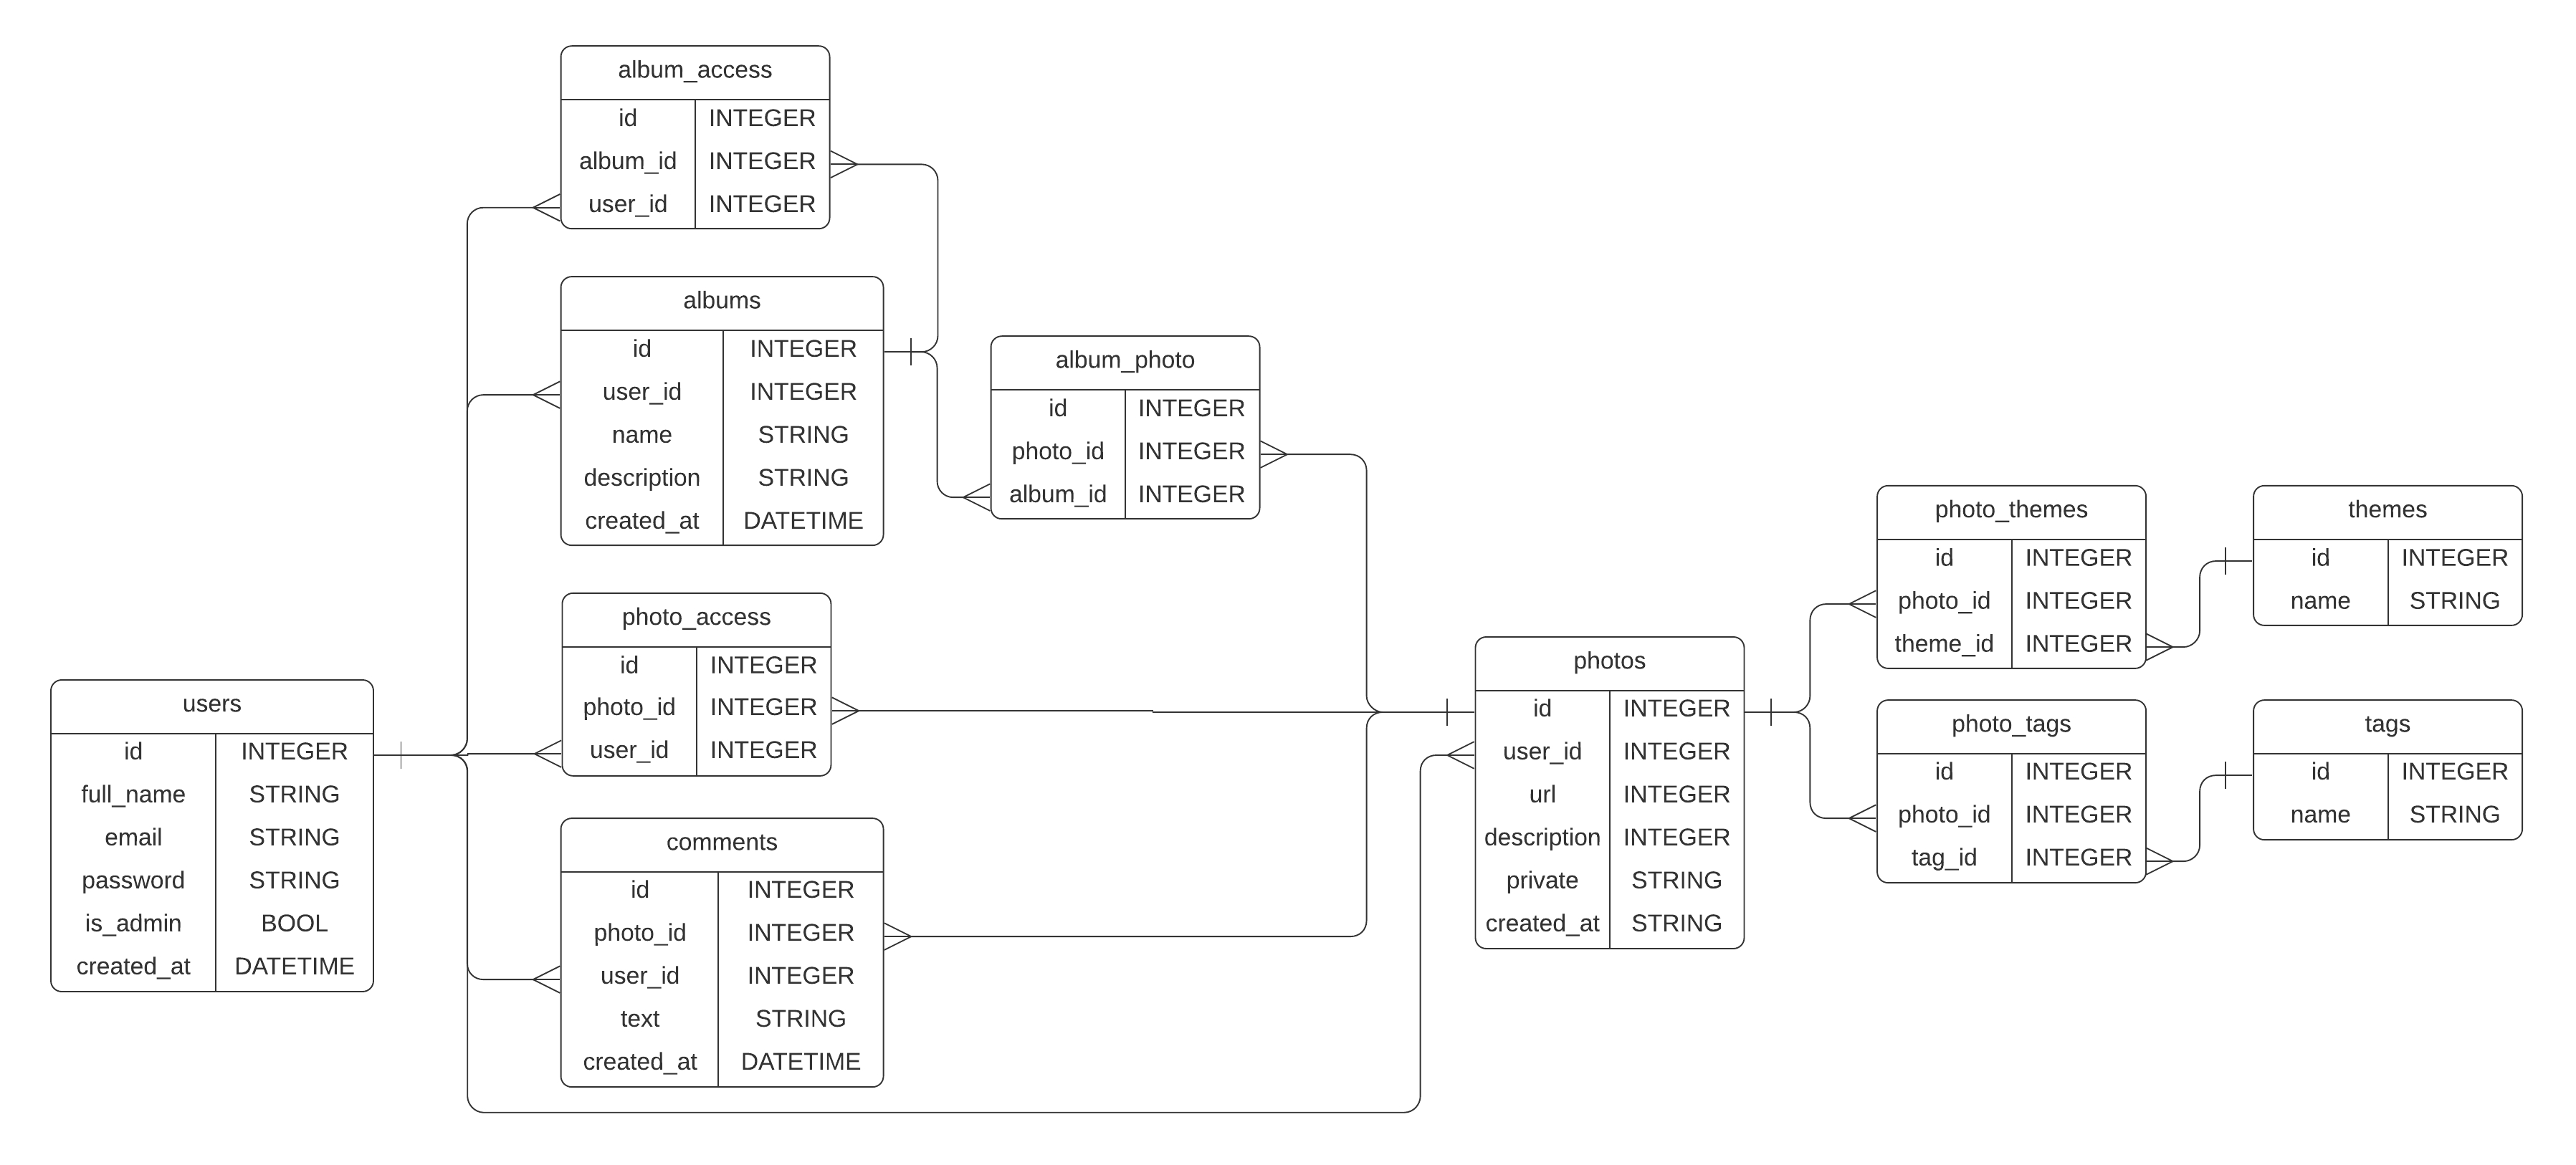 album_access
id INTEGER
album_id INTEGER
user_id INTEGER
albums
id INTEGER
user_id INTEGER
name STRING
description STRING
created_at DATETIME
album_photo
id INTEGER
photo_id INTEGER
album_id INTEGER
photo_access
id INTEGER
photo_id INTEGER
user_id INTEGER
users
id INTEGER
full_name STRING
email STRING
password STRING
is_admin BOOL
created_at DATETIME
comments
id INTEGER
photo_id INTEGER
user_id INTEGER
text STRING
created_at DATETIME
photos
id INTEGER
user_id INTEGER
url INTEGER
description INTEGER
private STRING
created_at STRING
photo_themes
id INTEGER
photo_id INTEGER
theme_id INTEGER
themes
id INTEGER
name STRING
photo_tags
id INTEGER
photo_id INTEGER
tag_id INTEGER
tags
id INTEGER
name STRING